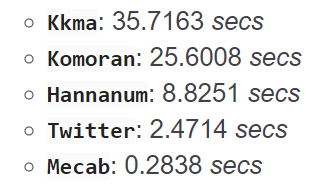 Kkma: 35.7163 secs
Komoran: 25.6008 secs
Hannanum: 8.8251 secs
Twitter: 2.4714 secs
Mecab: 0.2838 secs